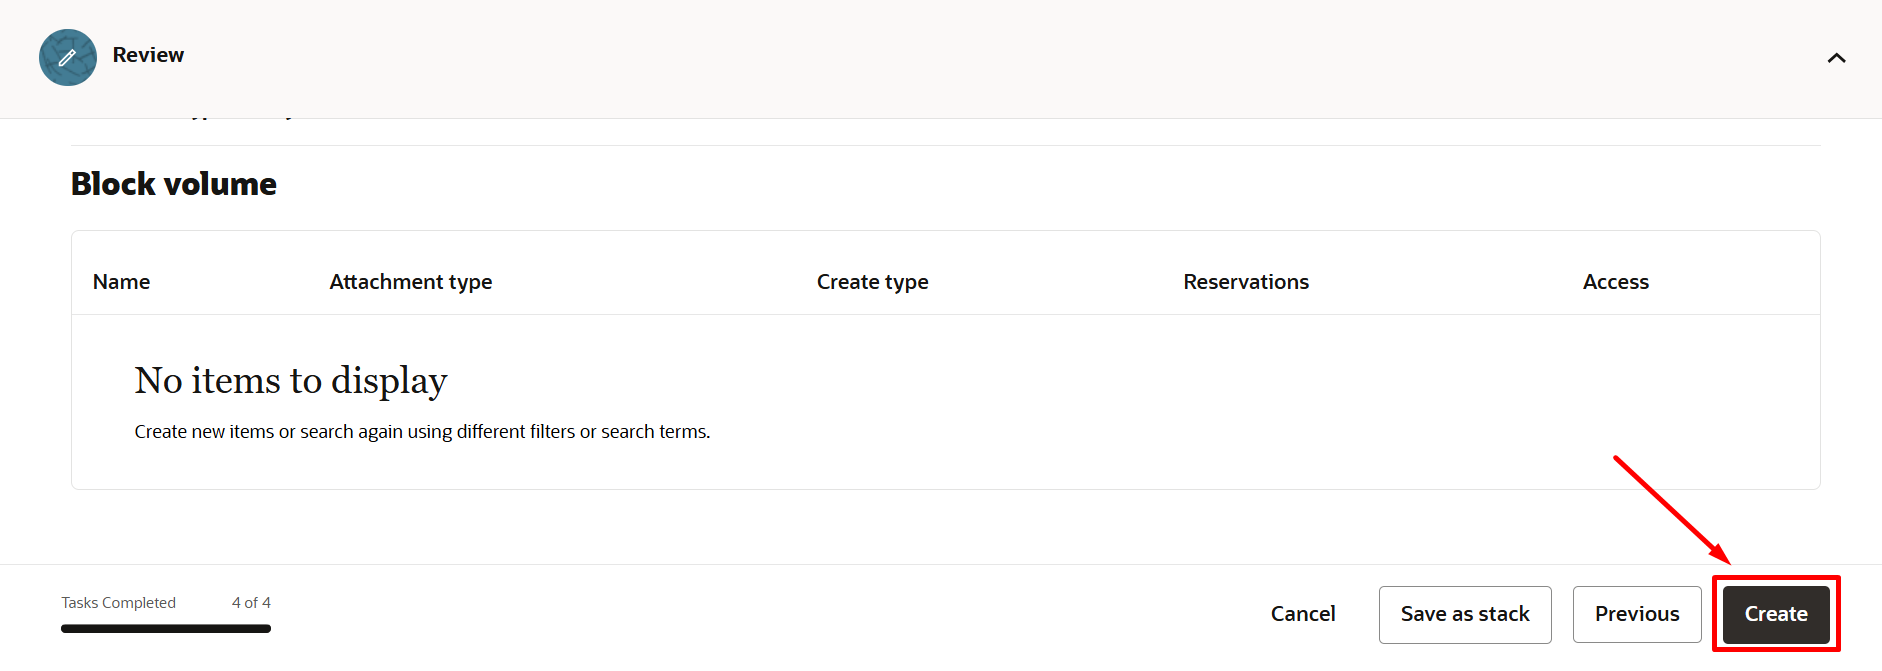 Review
Block volume
Name Attachment type Create type Reservations Access
No items to display
Create new items or search again using different filters or search terms.
Tasks Completed 4 of 4
Cancel Save as stack Previous Create